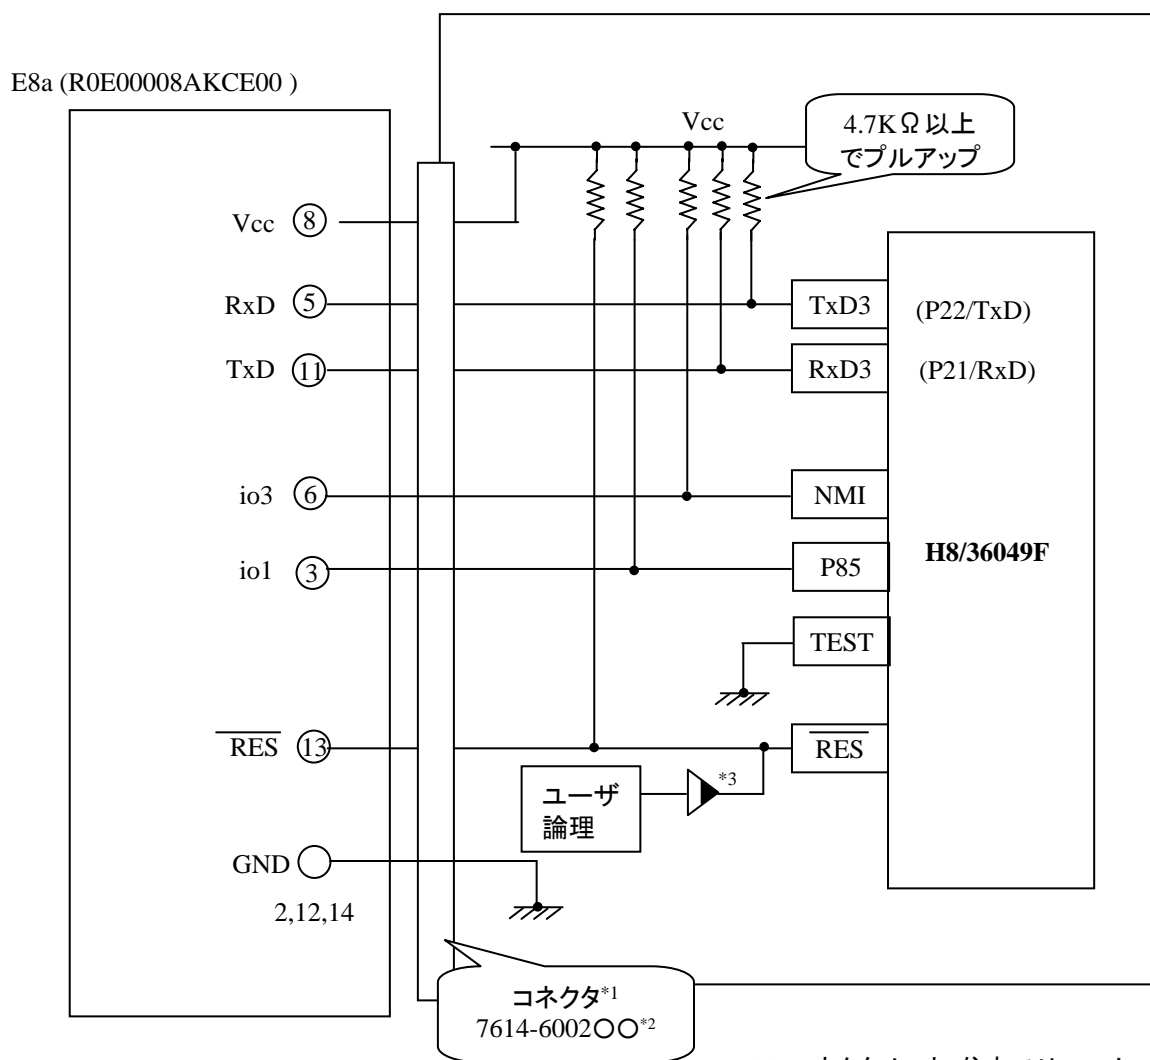 E8a (R0E00008AKCE00 )
Vcc
4.7KΩ以上
でプルアップ
Vcc ⑧
RxD ⑤
TxD3
(P22/TxD)
TxD ⑪
RxD3
(P21/RxD)
io3 ⑥
NMI
H8/36049F
io1 ③
P85
TEST
RES ⑬
RES
ユーザ
論理
*3
GND
2,12,14
コネクタ*1
7614-6002〇〇*2